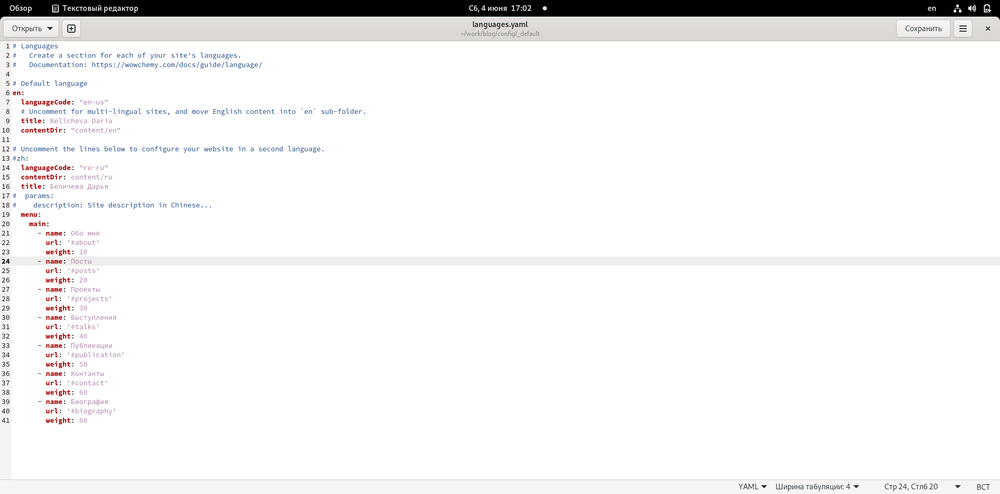 Обзор Текстовый редактор Сб, 4 июня 17:02 en
Открыть languages.yaml Сохранить
~/work/blog/config/_default
1 # Languages
2 #   Create a section for each of your site's languages.
3 #   Documentation: https://wowchemy.com/docs/guide/language/
4
5 # Default language
6 en:
7   languageCode: "en-us"
8   # Uncomment for multi-lingual sites, and move English content into `en` sub-folder.
9   title: Belicheva Daria
10   contentDir: "content/en"
11
12 # Uncomment the lines below to configure your website in a second language.
13 #zh:
14   languageCode: "ru-ru"
15   contentDir: content/ru
16   title: Беличева Дарья
17 #  params:
18 #    description: Site description in Chinese...
19   menu:
20     main:
21       - name: Обо мне
22         url: '#about'
23         weight: 10
24       - name: Посты
25         url: '#posts'
26         weight: 20
27       - name: Проекты
28         url: '#projects'
29         weight: 30
30       - name: Выступления
31         url: '#talks'
32         weight: 40
33       - name: Публикации
34         url: '#publication'
35         weight: 50
36       - name: Контакты
37         url: '#contact'
38         weight: 60
39       - name: Биография
40         url: '#biography'
41         weight: 60
YAML Ширина табуляции: 4 Стр 24, Стлб 20 ВСТ